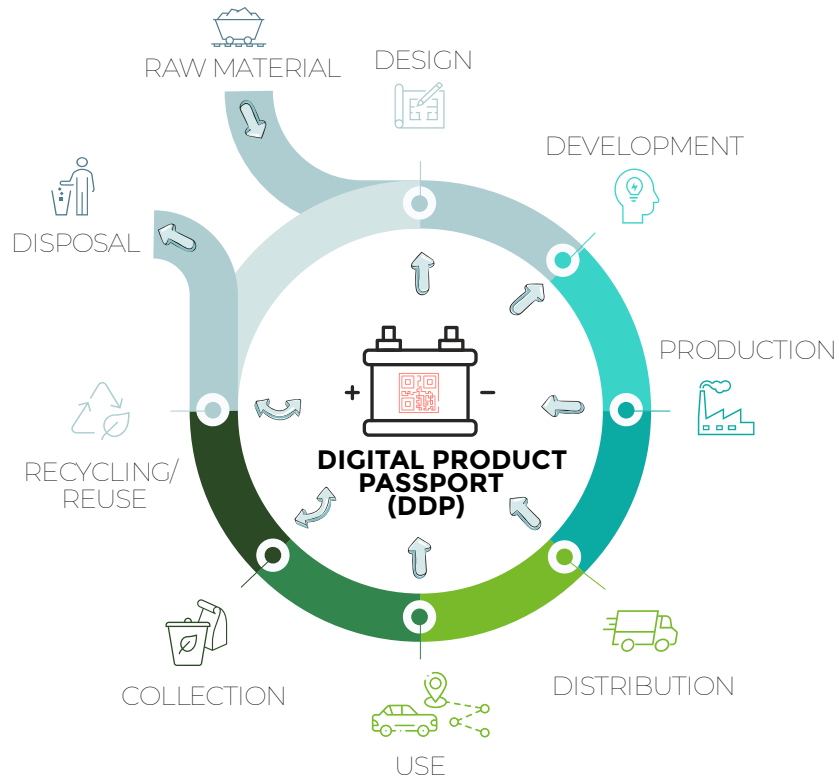 RAW MATERIAL
DESIGN
DEVELOPMENT
DISPOSAL
PRODUCTION
+ −
DIGITAL PRODUCT
PASSPORT
(DDP)
RECYCLING/
REUSE
COLLECTION
DISTRIBUTION
USE